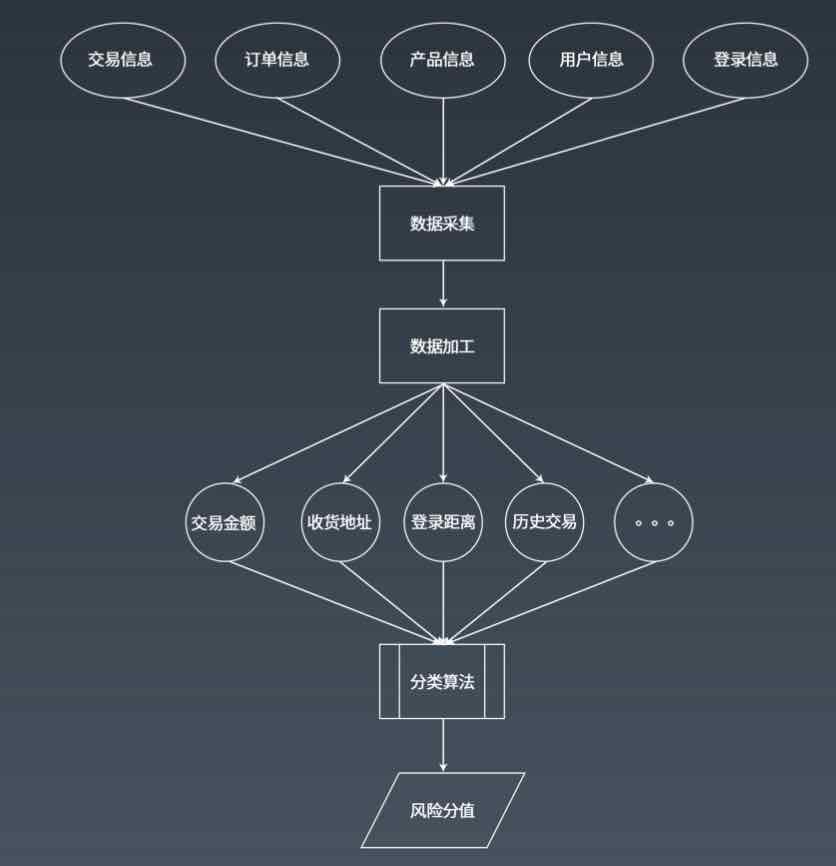 交易信息
订单信息
产品信息
用户信息
登录信息
数据采集
数据加工
交易金额
收货地址
登录距离
历史交易
。。。
分类算法
风险分值